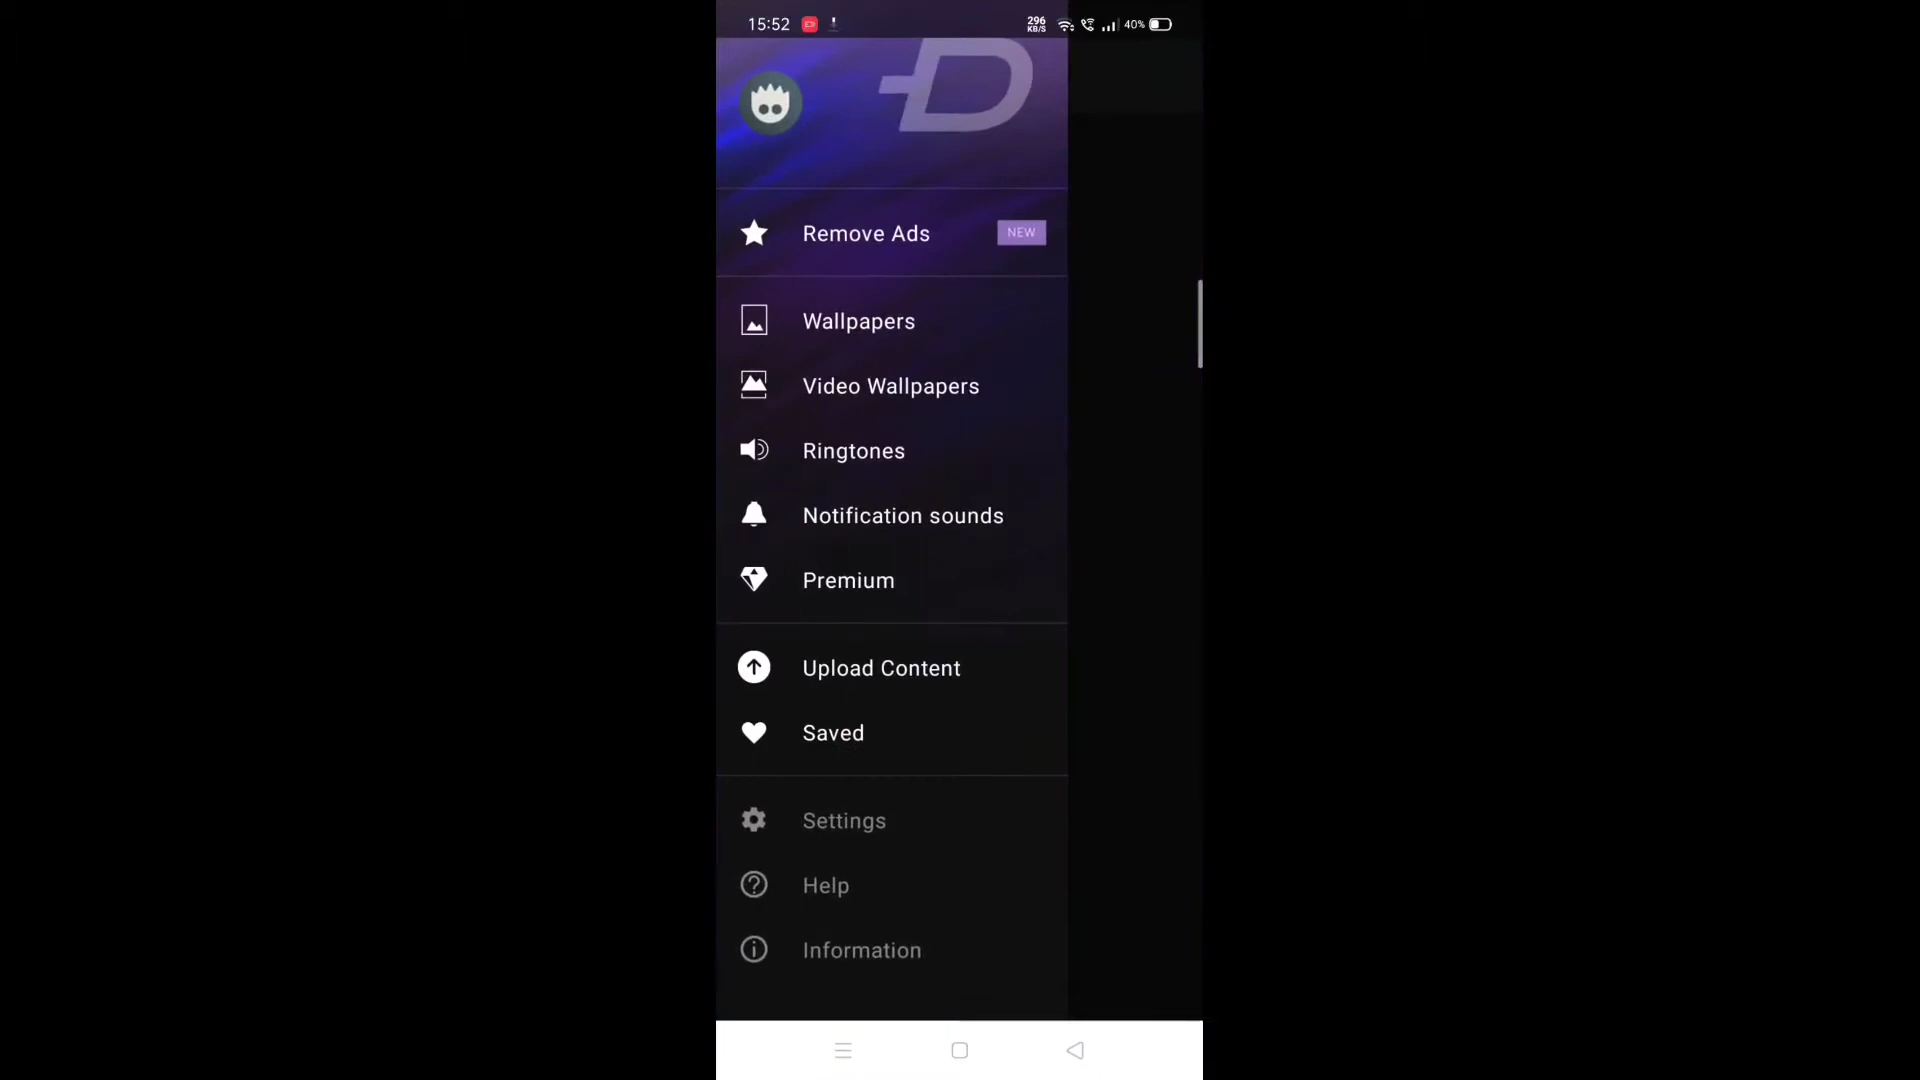 15:52 296 KB/S 40%
Remove Ads NEW
Wallpapers
Video Wallpapers
Ringtones
Notification sounds
Premium
Upload Content
Saved
Settings
Help
Information